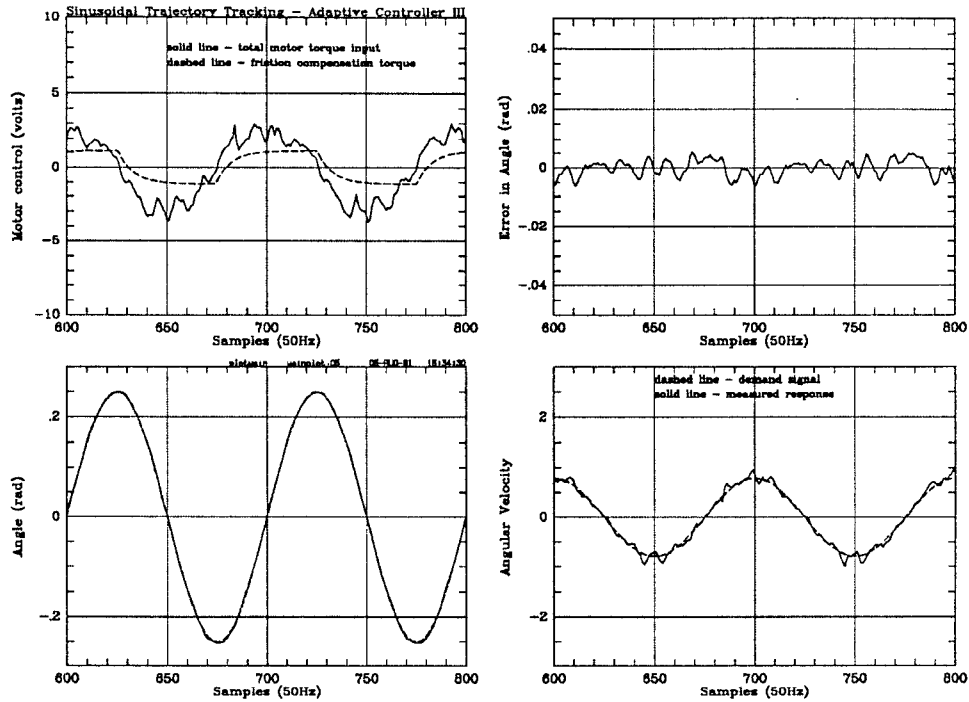 Sinusoidal Trajectory Tracking - Adaptive Controller III
10
5
0
-5
-10
Motor control (volts)
solid line - total motor torque input
dashed line - friction compensation torque
600 650 700 750 800
Samples (50Hz)
.04
.02
0
-.02
-.04
Error in Angle (rad)
600 650 700 750 800
Samples (50Hz)
15:34:30
.2
0
-.2
Angle (rad)
600 650 700 750 800
Samples (50Hz)
dashed line - demand signal
solid line - measured response
2
0
-2
Angular Velocity
600 650 700 750 800
Samples (50Hz)